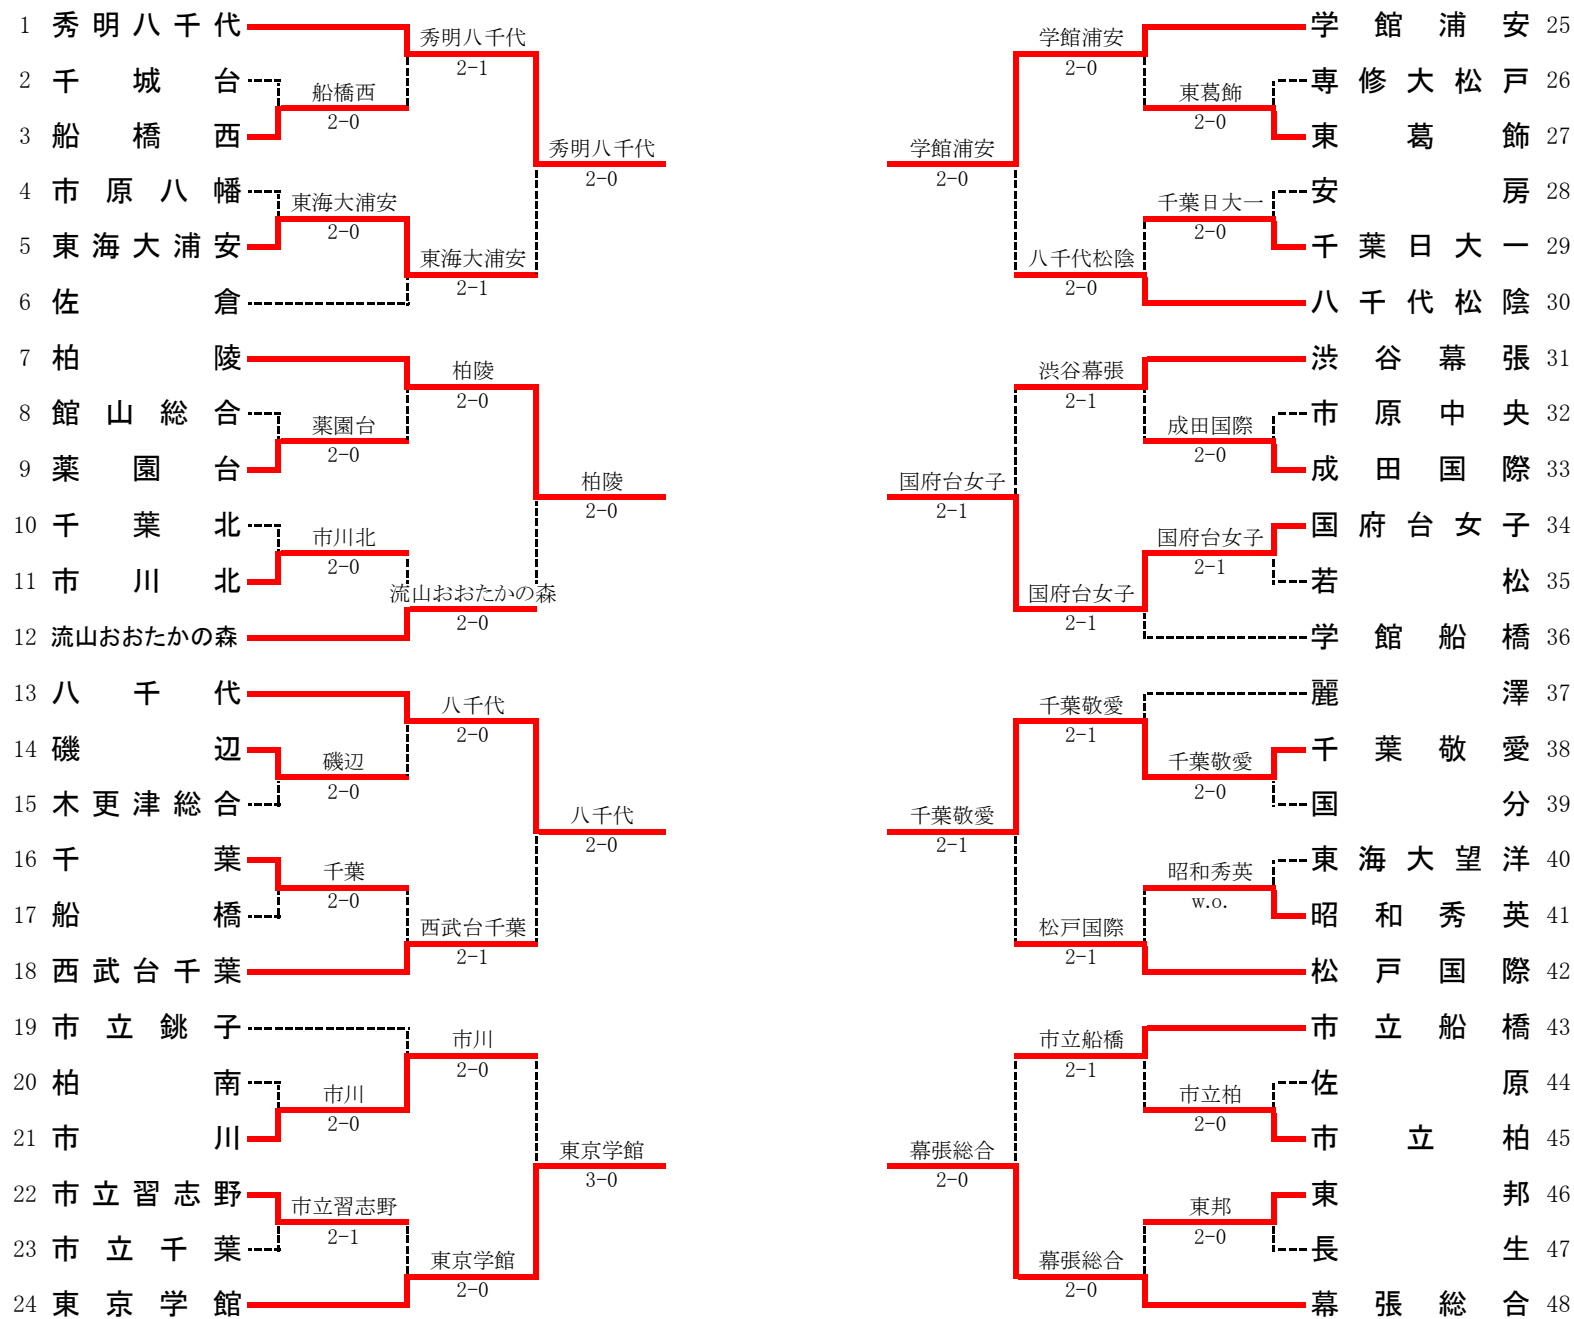 1 秀明八千代
2 千城台
3 船橋西
4 市原八幡
5 東海大浦安
6 佐倉
7 柏陵
8 館山総合
9 薬園台
10 千葉北
11 市川北
12 流山おおたかの森
13 八千代
14 磯辺
15 木更津総合
16 千葉
17 船橋
18 西武台千葉
19 市立銚子
20 柏南
21 市川
22 市立習志野
23 市立千葉
24 東京学館
船橋西
2-0
東海大浦安
2-0
薬園台
2-0
市川北
2-0
磯辺
2-0
千葉
2-0
市川
2-0
市立習志野
2-1
秀明八千代
2-1
東海大浦安
2-1
柏陵
2-0
流山おおたかの森
2-0
八千代
2-0
西武台千葉
2-1
市川
2-0
東京学館
2-0
秀明八千代
2-0
柏陵
2-0
八千代
2-0
東京学館
3-0
学館浦安
2-0
国府台女子
2-1
千葉敬愛
2-1
幕張総合
2-0
学館浦安
2-0
八千代松陰
2-0
渋谷幕張
2-1
国府台女子
2-1
千葉敬愛
2-1
松戸国際
2-1
市立船橋
2-1
幕張総合
2-0
東葛飾
2-0
千葉日大一
2-0
成田国際
2-0
国府台女子
2-1
千葉敬愛
2-0
昭和秀英
w.o.
市立柏
2-0
東邦
2-0
学館浦安 25
専修大松戸 26
東葛飾 27
安房 28
千葉日大一 29
八千代松陰 30
渋谷幕張 31
市原中央 32
成田国際 33
国府台女子 34
若松 35
学館船橋 36
麗澤 37
千葉敬愛 38
国分 39
東海大望洋 40
昭和秀英 41
松戸国際 42
市立船橋 43
佐原 44
市立柏 45
東邦 46
長生 47
幕張総合 48